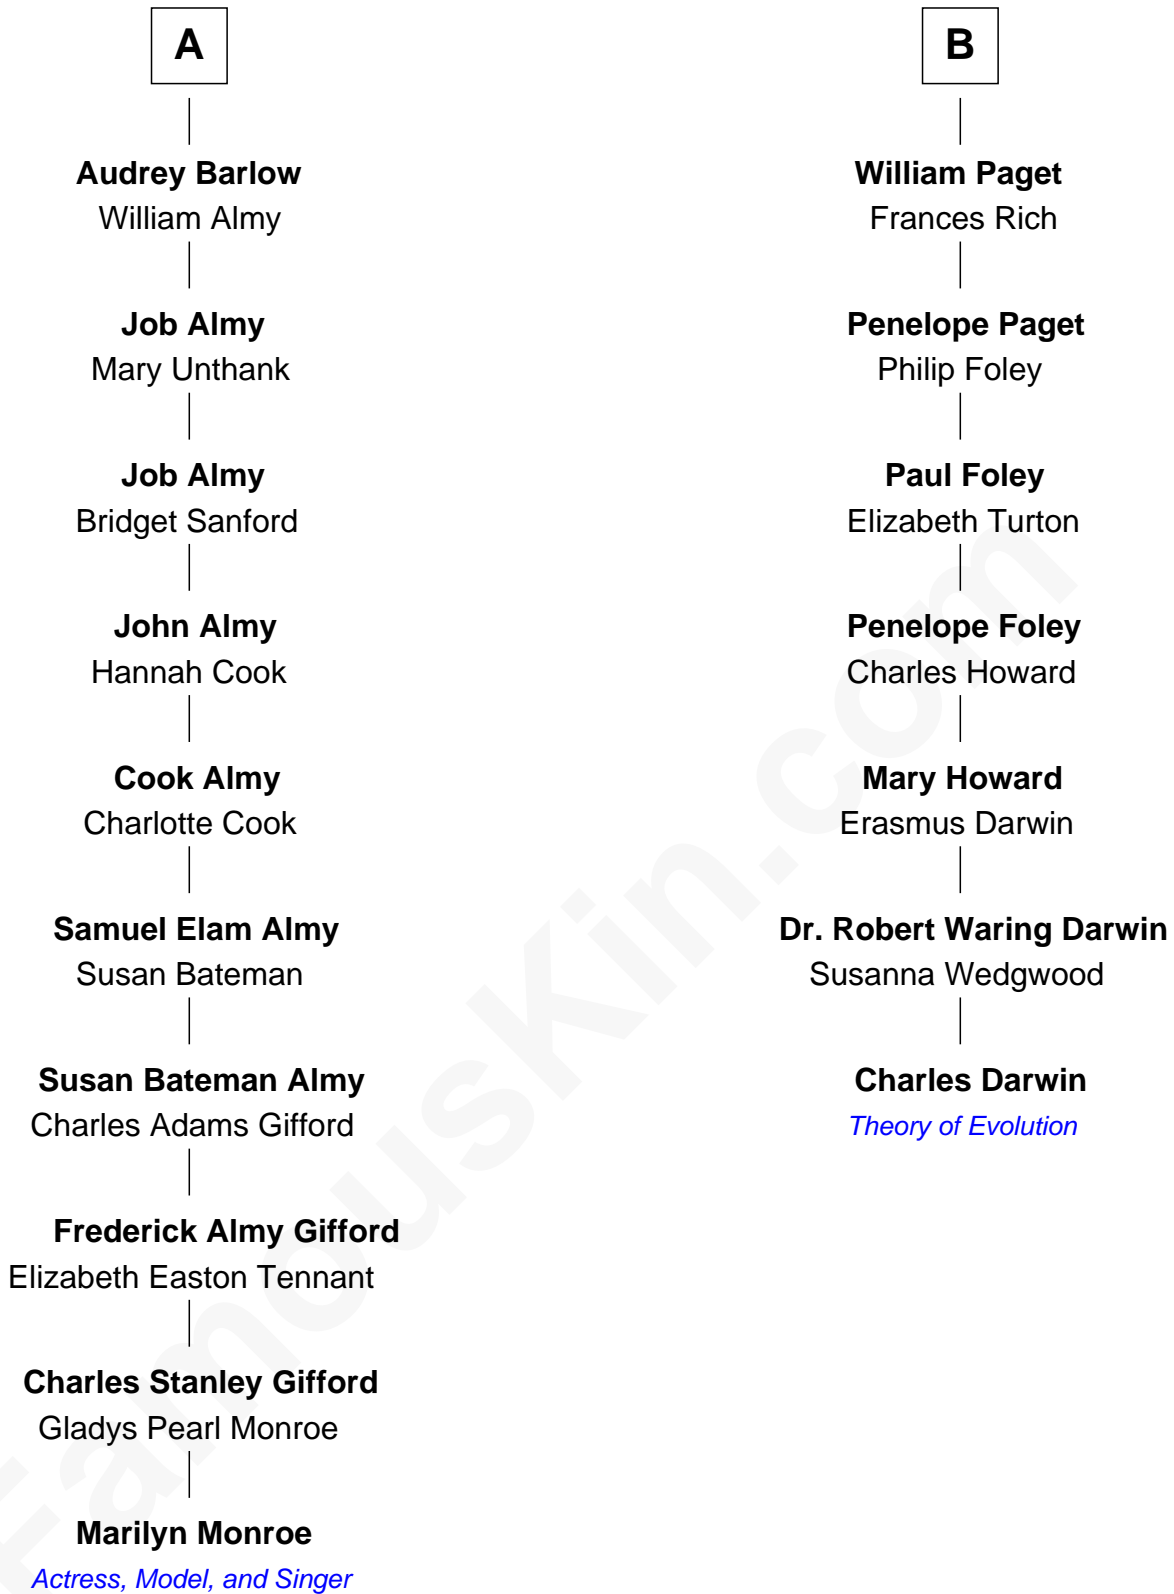 A
Audrey Barlow
William Almy
Job Almy
Mary Unthank
Job Almy
Bridget Sanford
John Almy
Hannah Cook
Cook Almy
Charlotte Cook
Samuel Elam Almy
Susan Bateman
Susan Bateman Almy
Charles Adams Gifford
Frederick Almy Gifford
Elizabeth Easton Tennant
Charles Stanley Gifford
Gladys Pearl Monroe
Marilyn Monroe
Actress, Model, and Singer
B
William Paget
Frances Rich
Penelope Paget
Philip Foley
Paul Foley
Elizabeth Turton
Penelope Foley
Charles Howard
Mary Howard
Erasmus Darwin
Dr. Robert Waring Darwin
Susanna Wedgwood
Charles Darwin
Theory of Evolution
FamousKin.com